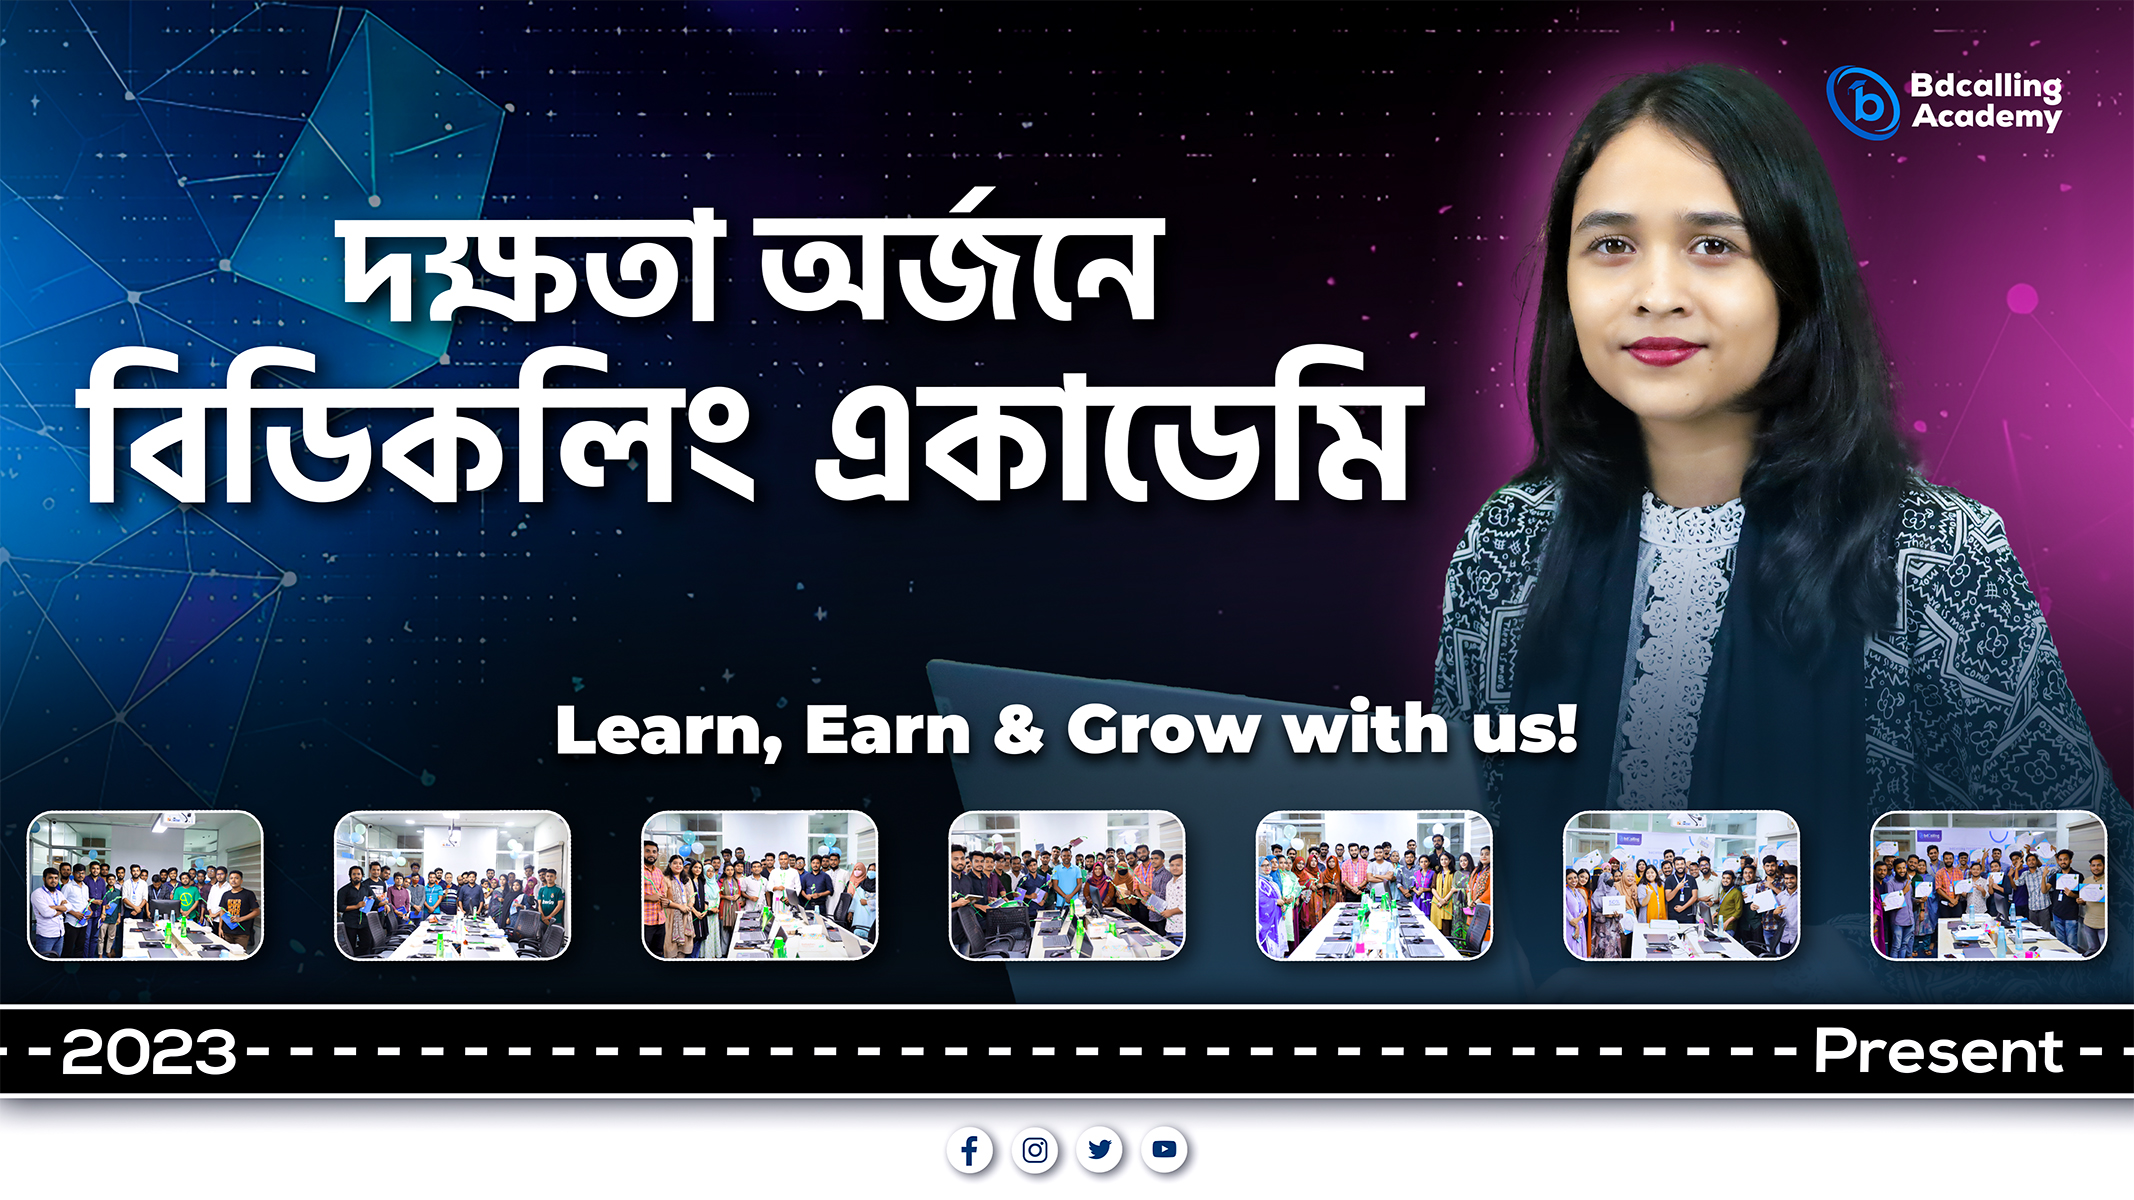 Bdcalling
Academy
দক্ষতা অর্জনে
বিডিকলিং একাডেমি
Learn, Earn & Grow with us!
2023
Present